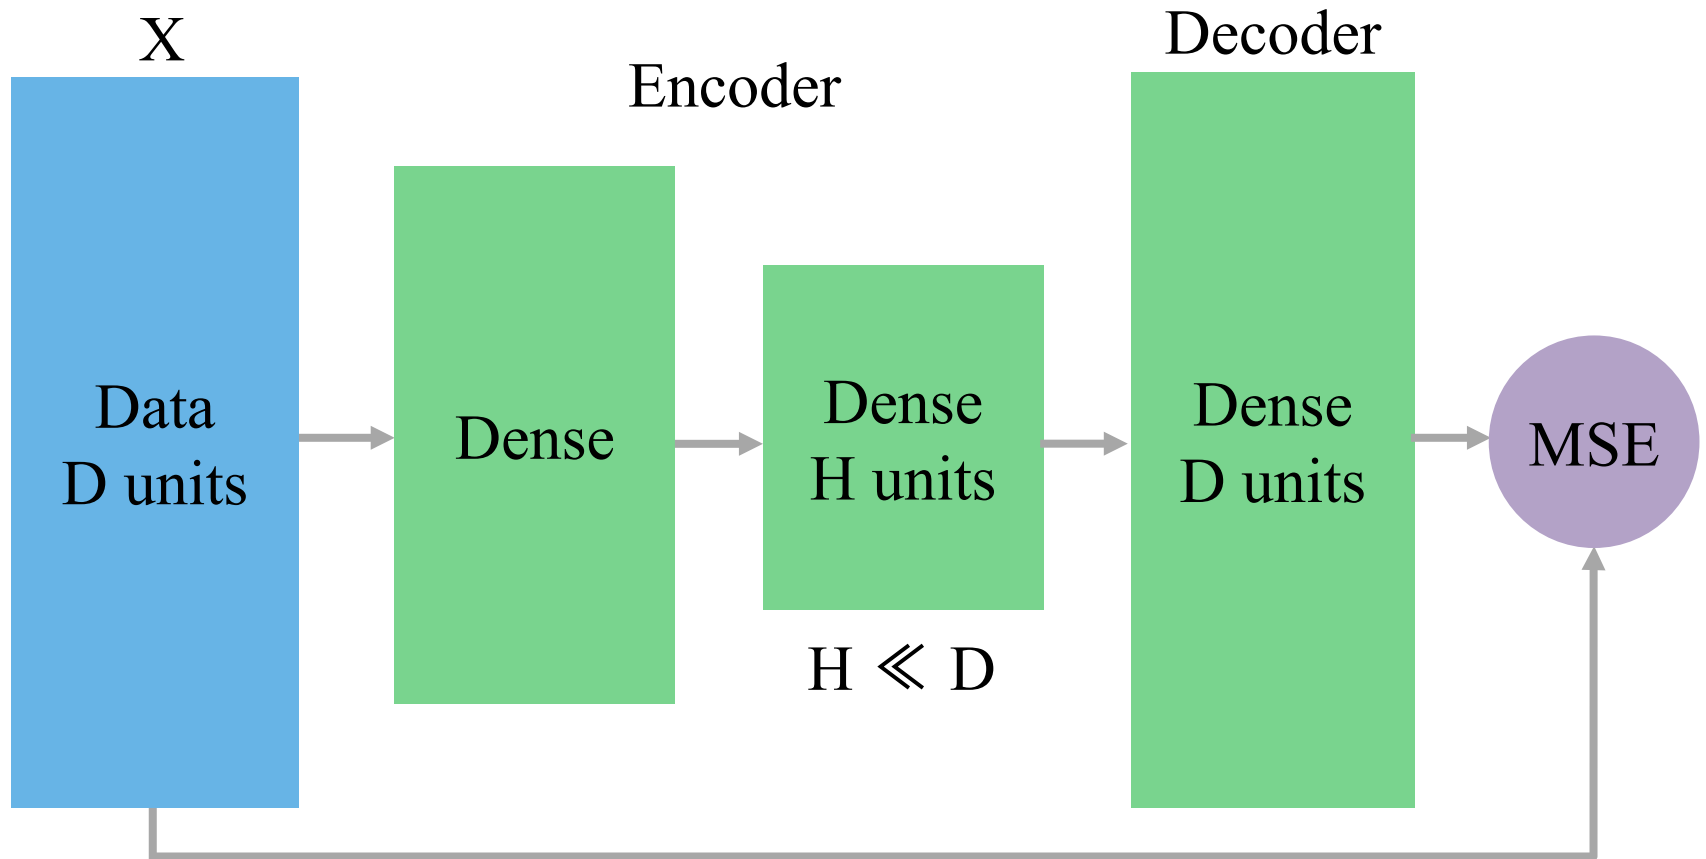 X
Encoder
Decoder
Data
D units
Dense
Dense
H units
H ≪ D
Dense
D units
MSE